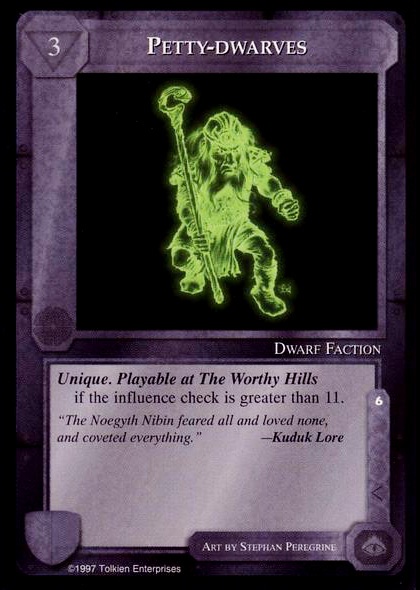 3
PETTY-DWARVES
DWARF FACTION
Unique. Playable at The Worthy Hills
if the influence check is greater than 11.
“The Noegyth Nibin feared all and loved none,
and coveted everything.” —Kuduk Lore
6
ART BY STEPHAN PEREGRINE
©1997 Tolkien Enterprises